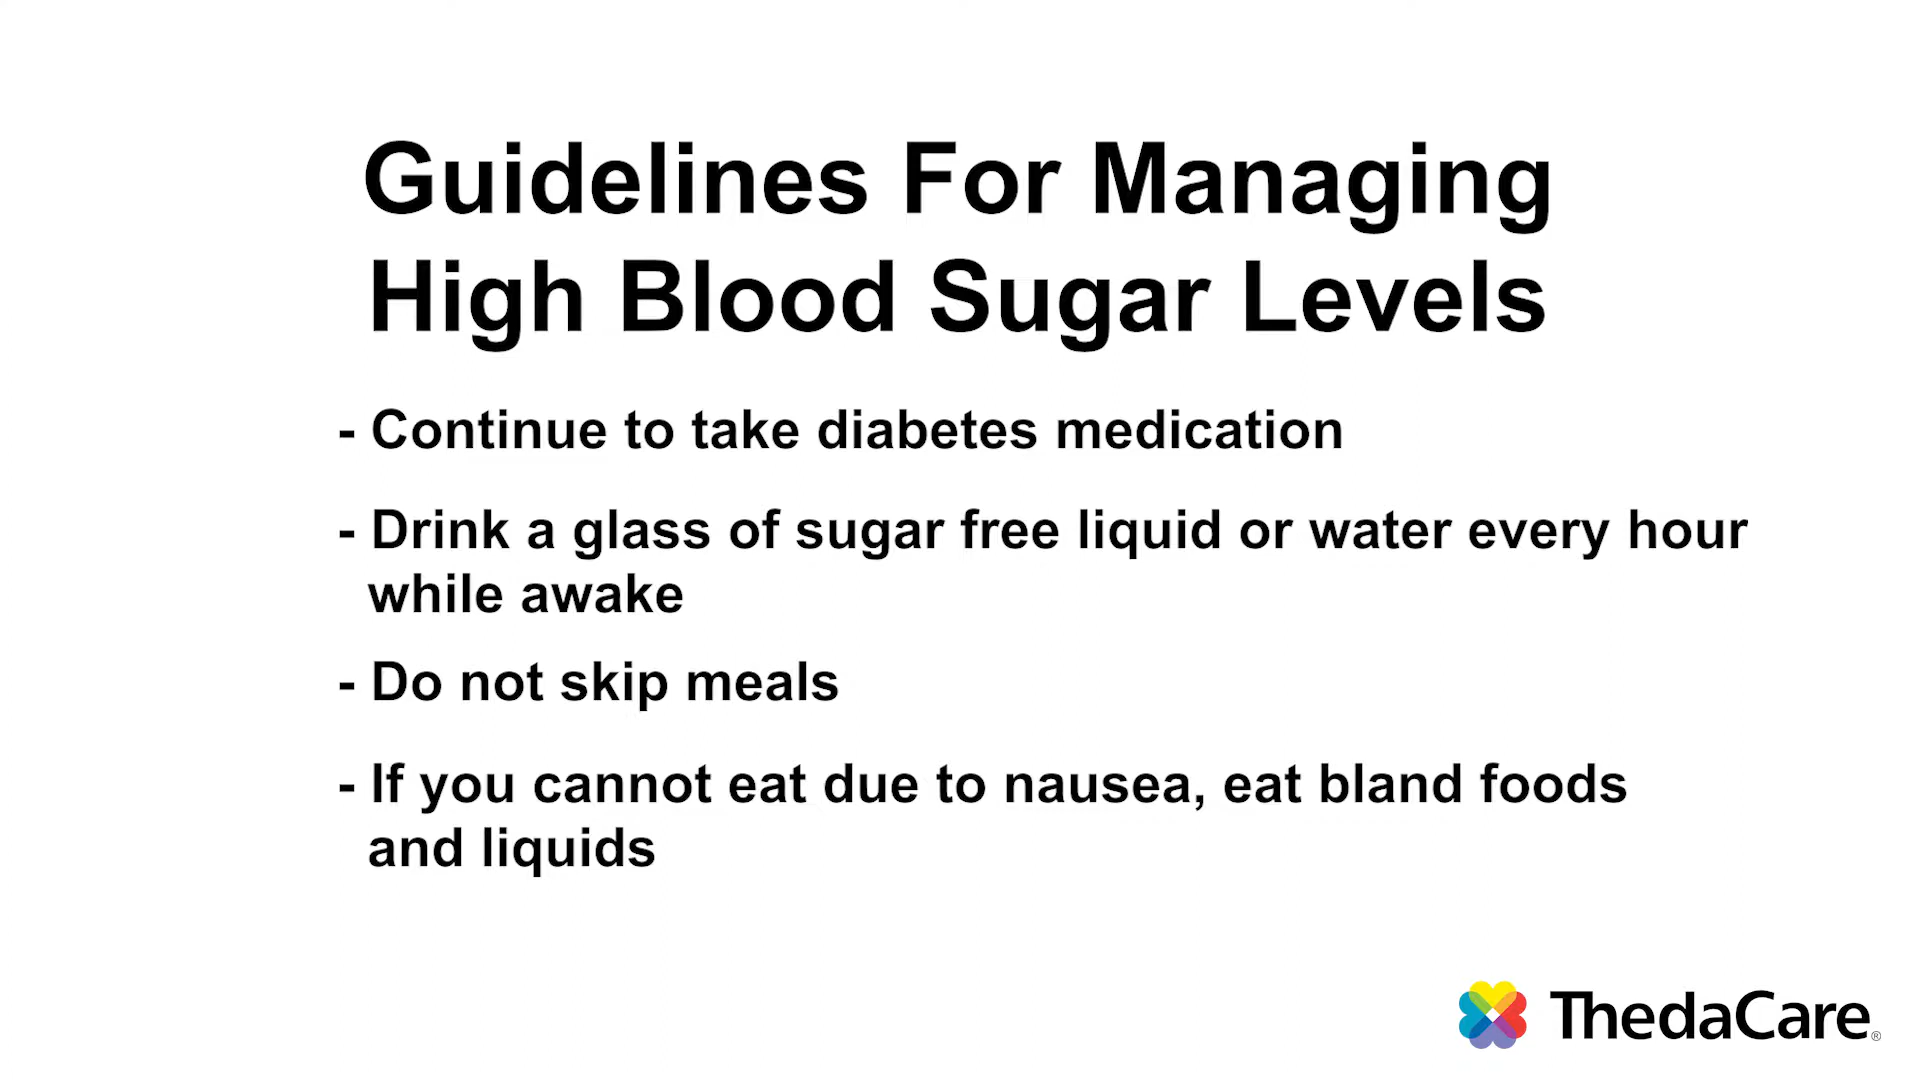 Guidelines For Managing
High Blood Sugar Levels
- Continue to take diabetes medication
- Drink a glass of sugar free liquid or water every hour
while awake
- Do not skip meals
- If you cannot eat due to nausea, eat bland foods
and liquids
ThedaCare®